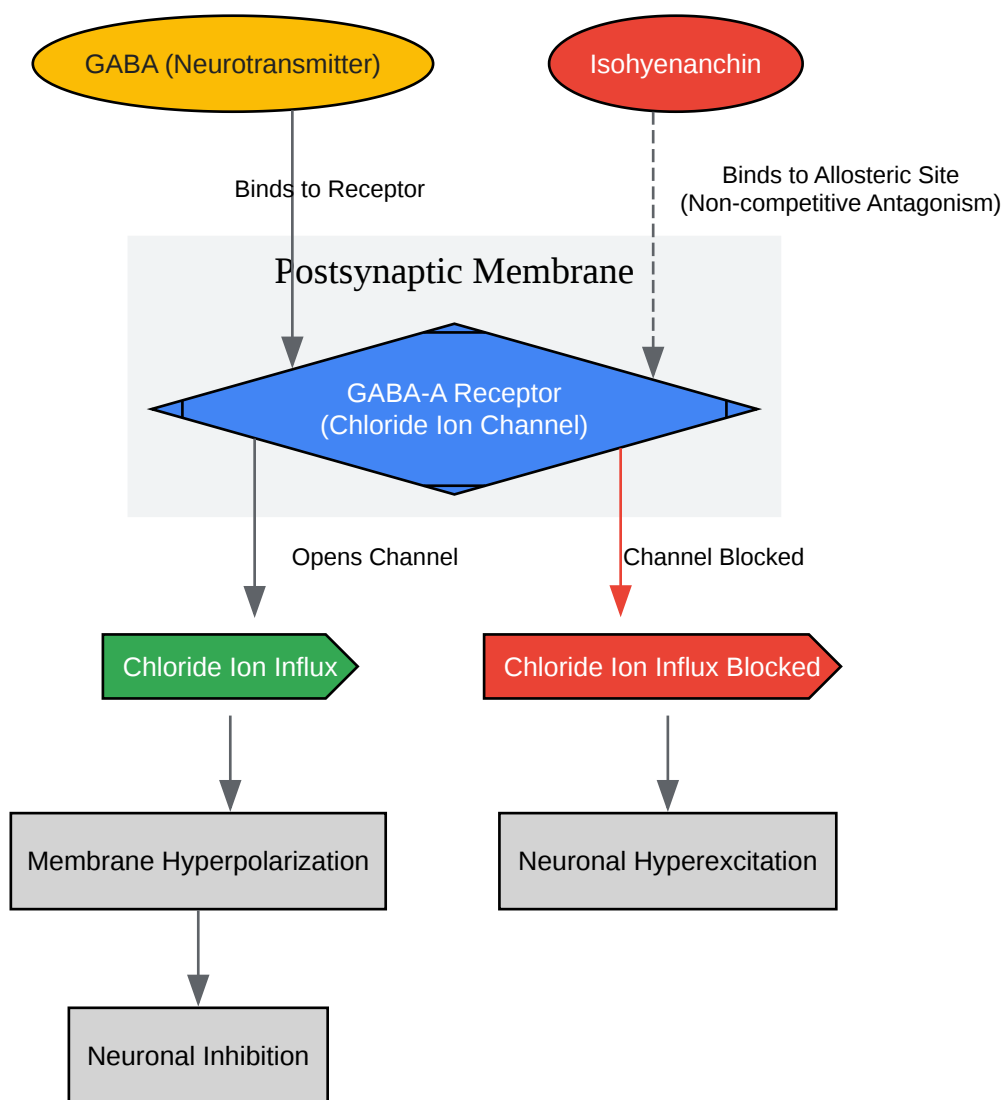 GABA (Neurotransmitter)
Isohyenanchin
Binds to Receptor
Binds to Allosteric Site
(Non-competitive Antagonism)
Postsynaptic Membrane
GABA-A Receptor
(Chloride Ion Channel)
Opens Channel
Channel Blocked
Chloride Ion Influx
Chloride Ion Influx Blocked
Membrane Hyperpolarization
Neuronal Hyperexcitation
Neuronal Inhibition